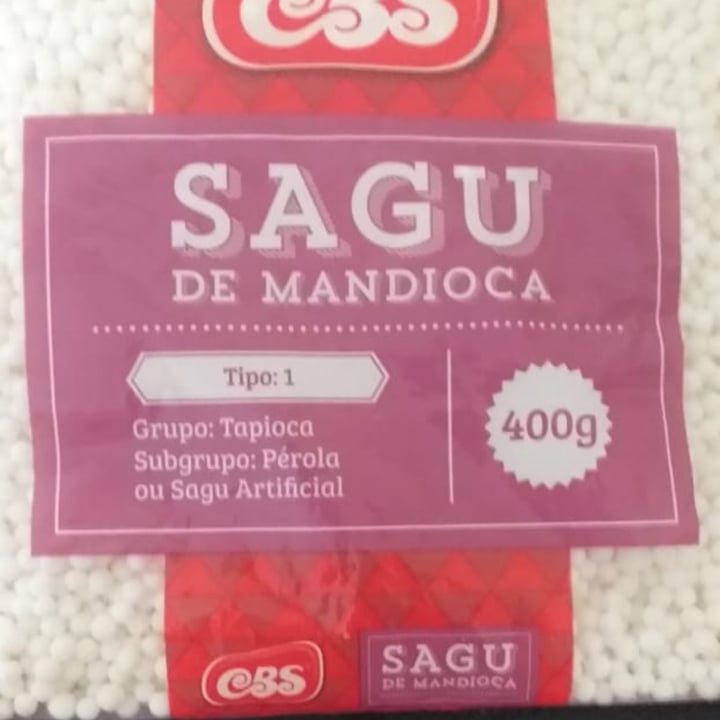 CBS
SAGU
DE MANDIOCA
Tipo: 1
Grupo: Tapioca
Subgrupo: Pérola
ou Sagu Artificial
400g
CBS
SAGU
DE MANDIOCA